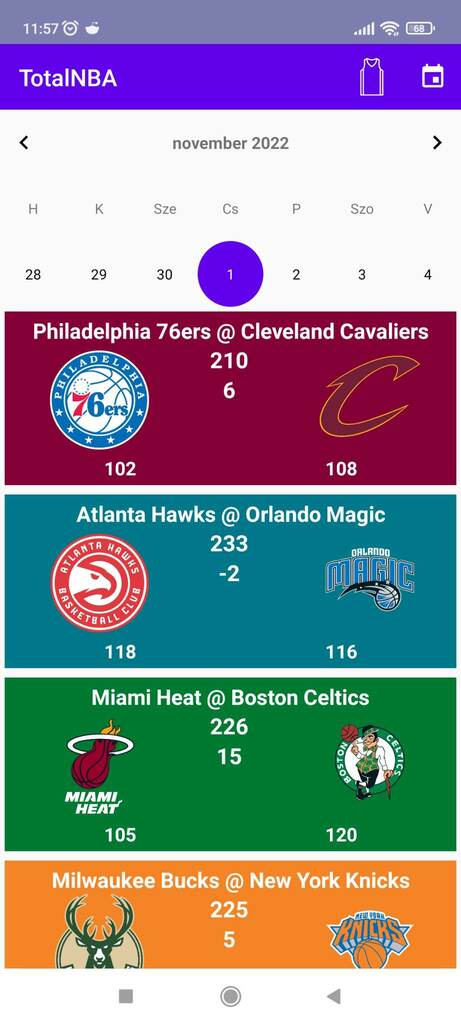 11:57 68
TotalNBA
november 2022
H K Sze Cs P Szo V
28 29 30 1 2 3 4
Philadelphia 76ers @ Cleveland Cavaliers
210
PHILADELPHIA
76ers
6
102 108
Atlanta Hawks @ Orlando Magic
233
ATLANTA HAWKS
BASKETBALL CLUB
ORLANDO
MAGIC
-2
118 116
Miami Heat @ Boston Celtics
226
15
MIAMI
HEAT
BOSTON CELTICS
105 120
Milwaukee Bucks @ New York Knicks
225
5
NEW YORK
KNICKS